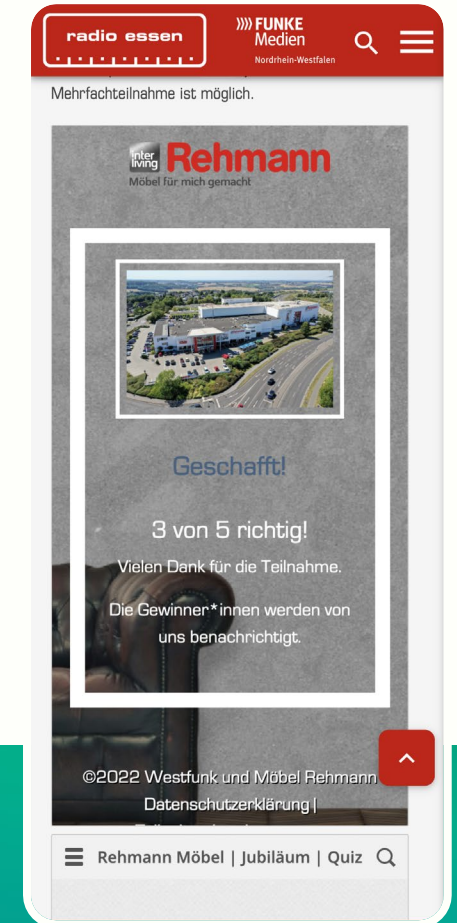 radio essen
FUNKE
Medien
Nordrhein-Westfalen
Mehrfachteilnahme ist möglich.
inter
living
Rehmann
Möbel für mich gemacht
Geschafft!
3 von 5 richtig!
Vielen Dank für die Teilnahme.
Die Gewinner*innen werden von
uns benachrichtigt.
©2022 Westfunk und Möbel Rehmann
Datenschutzerklärung |
Rehmann Möbel | Jubiläum | Quiz